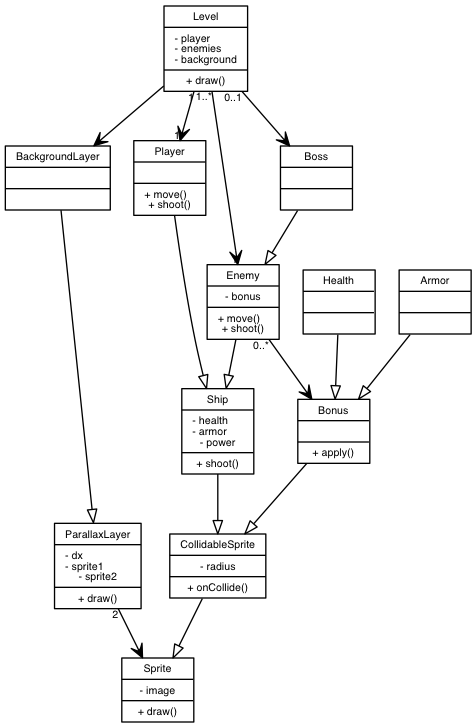 Level
- player
- enemies
- background
+ draw()
1 1..* 0..1
BackgroundLayer
Player
+ move()
+ shoot()
Boss
Enemy
- bonus
+ move()
+ shoot()
0..*
Health
Armor
Ship
- health
- armor
- power
+ shoot()
Bonus
+ apply()
ParallaxLayer
- dx
- sprite1
- sprite2
+ draw()
2
CollidableSprite
- radius
+ onCollide()
Sprite
- image
+ draw()